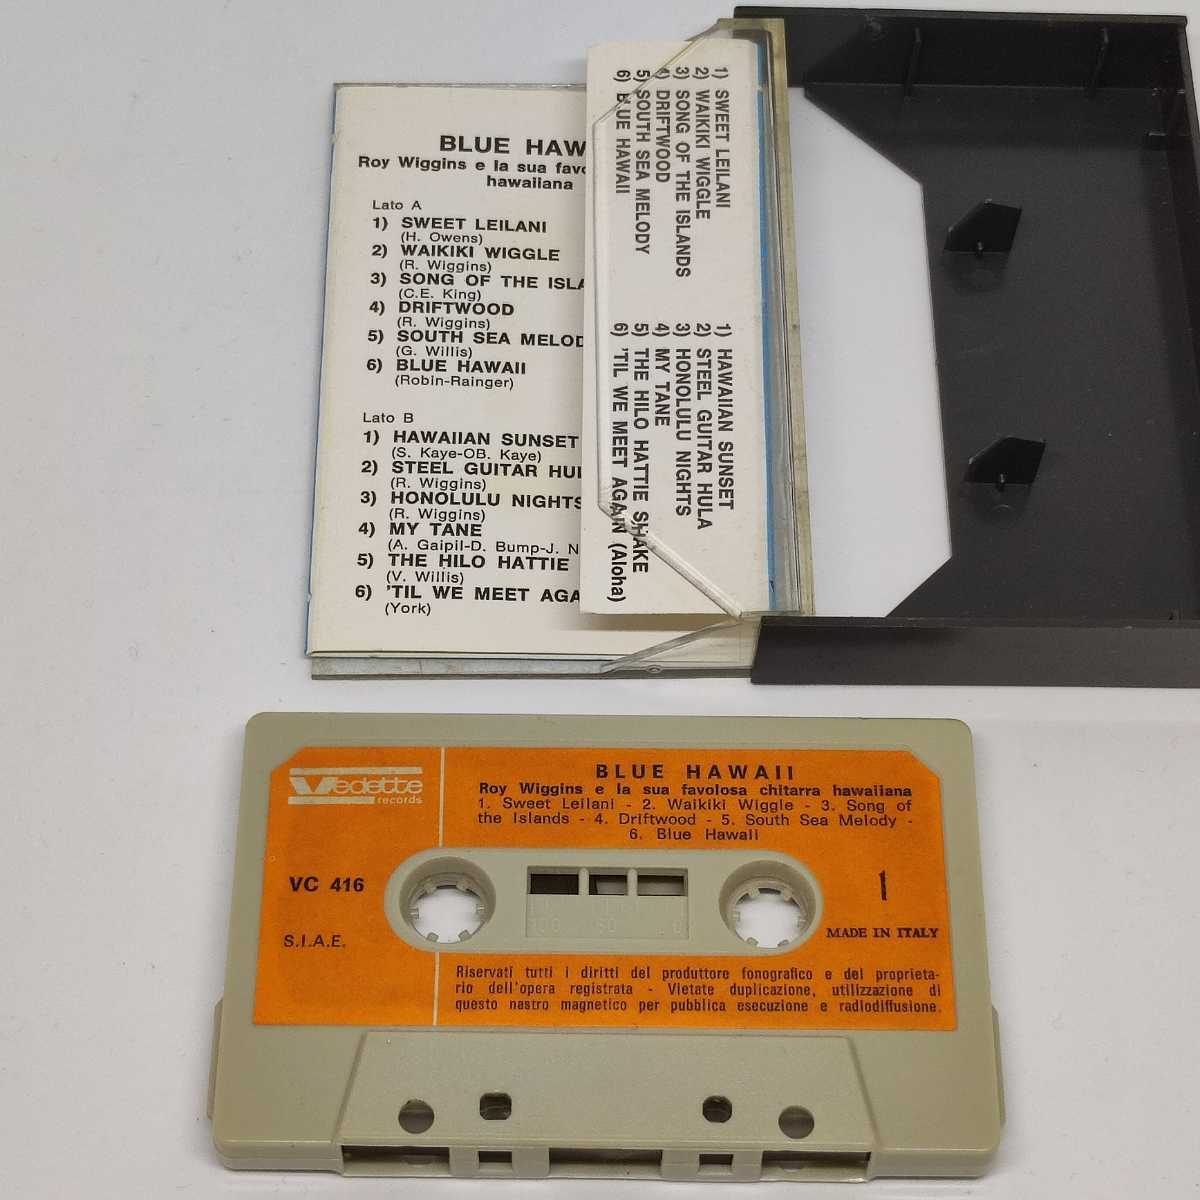 BLUE HAW
Roy Wiggins e la sua favo
hawaiiana
Lato A
1) SWEET LEILANI
(H. Owens)
2) WAIKIKI WIGGLE
(R. Wiggins)
3) SONG OF THE ISLA
(C.E. King)
4) DRIFTWOOD
(R. Wiggins)
5) SOUTH SEA MELOD
(G. Willis)
6) BLUE HAWAII
(Robin-Rainger)
Lato B
1) HAWAIIAN SUNSET
(S. Kaye-OB. Kaye)
2) STEEL GUITAR HUL
(R. Wiggins)
3) HONOLULU NIGHTS
(R. Wiggins)
4) MY TANE
(A. Gaipil-D. Bump-J. N
5) THE HILO HATTIE
(V. Willis)
6) 'TIL WE MEET AGA
(York)
1) SWEET LEILANI
2) WAIKIKI WIGGLE
3) SONG OF THE ISLANDS
4) DRIFTWOOD
5) SOUTH SEA MELODY
6) BLUE HAWAII
1) HAWAIIAN SUNSET
2) STEEL GUITAR HULA
3) HONOLULU NIGHTS
4) MY TANE
5) THE HILO HATTIE SHAKE
6) 'TIL WE MEET AGAIN (Aloha)
Vedette
records
BLUE HAWAII
Roy Wiggins e la sua favolosa chitarra hawaiiana
1. Sweet Leilani - 2. Waikiki Wiggle - 3. Song of
the Islands - 4. Driftwood - 5. South Sea Melody -
6. Blue Hawaii
VC 416
S.I.A.E.
1
MADE IN ITALY
100 50 0
Riservati tutti i diritti del produttore fonografico e del proprieta-
rio dell'opera registrata - Vietate duplicazione, utilizzazione di
questo nastro magnetico per pubblica esecuzione e radiodiffusione.